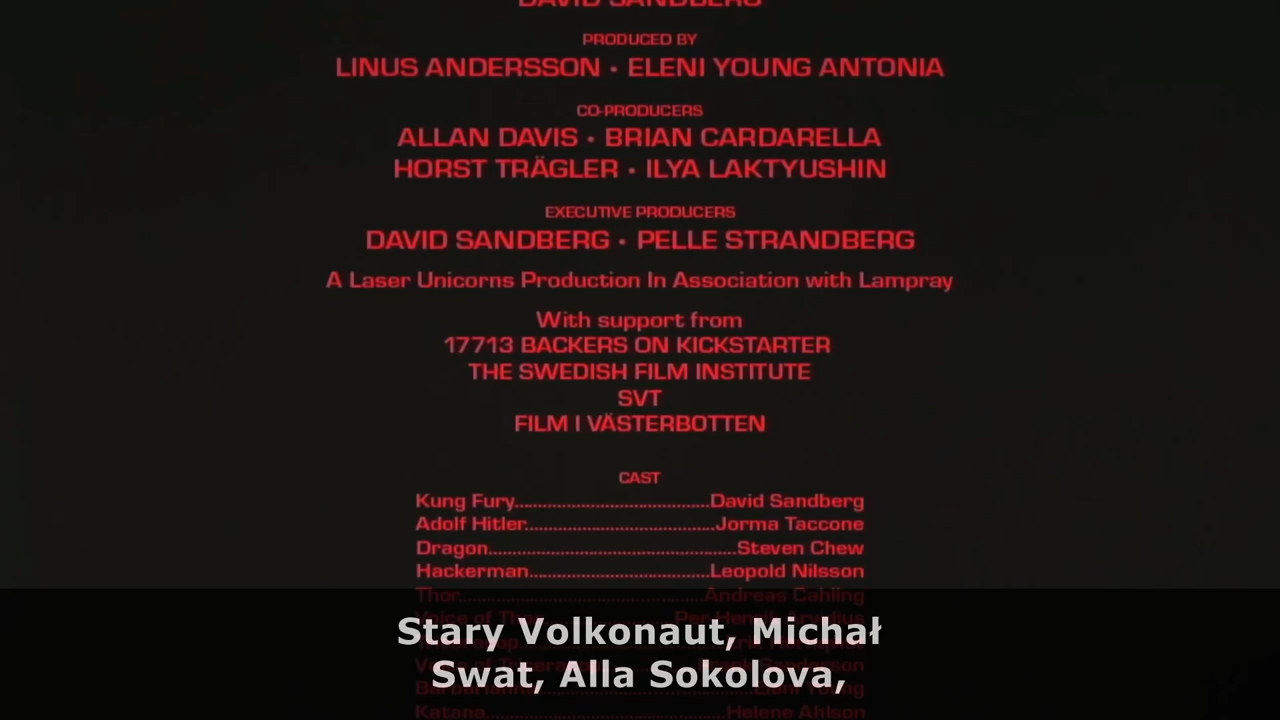 DAVID SANDBERG
PRODUCED BY
LINUS ANDERSSON • ELENI YOUNG ANTONIA
CO-PRODUCERS
ALLAN DAVIS • BRIAN CARDARELLA
HORST TRÄGLER • ILYA LAKTYUSHIN
EXECUTIVE PRODUCERS
DAVID SANDBERG • PELLE STRANDBERG
A Laser Unicorns Production In Association with Lampray
With support from
17713 BACKERS ON KICKSTARTER
THE SWEDISH FILM INSTITUTE
SVT
FILM I VÄSTERBOTTEN
CAST
Kung Fury........................................David Sandberg
Adolf Hitler.......................................Jorma Taccone
Dragon...................................................Steven Chew
Hackerman.....................................Leopold Nilsson
Thor...................................................Andreas Cahling
Stary Volkonaut, Michał
Swat, Alla Sokolova,
Katana................................................Helene Ahlson